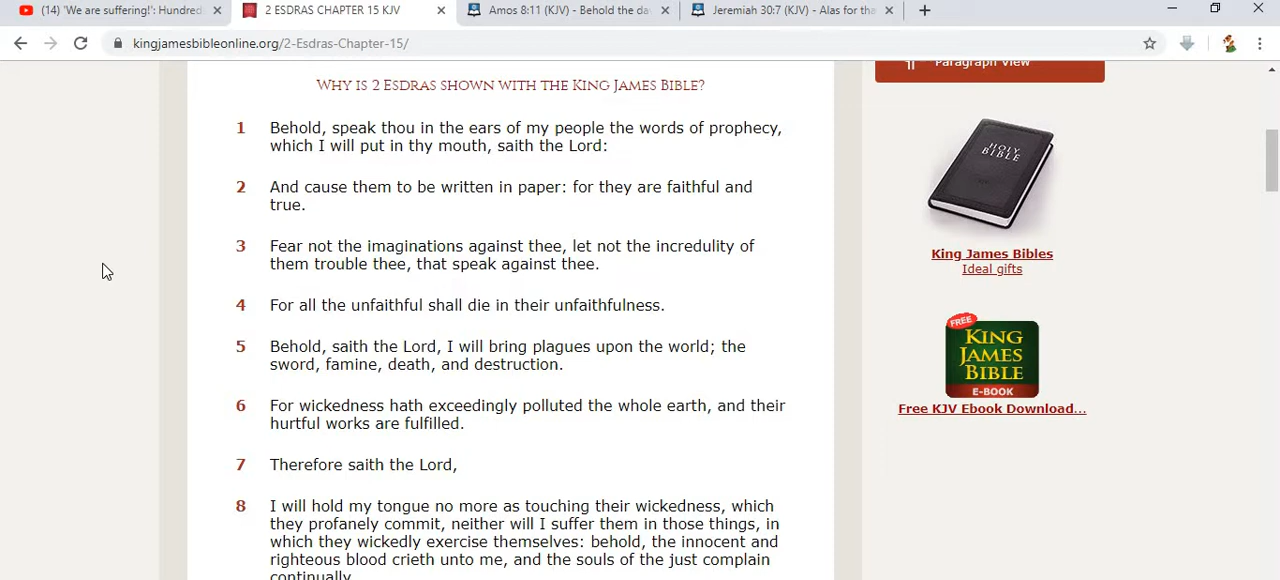 (14) 'We are suffering!': Hundred
2 ESDRAS CHAPTER 15 KJV
Amos 8:11 (KJV) - Behold the da
Jeremiah 30:7 (KJV) - Alas for tha
kingjamesbibleonline.org/2-Esdras-Chapter-15/
Paragraph View
WHY IS 2 ESDRAS SHOWN WITH THE KING JAMES BIBLE?
1 Behold, speak thou in the ears of my people the words of prophecy,
which I will put in thy mouth, saith the Lord:
2 And cause them to be written in paper: for they are faithful and
true.
3 Fear not the imaginations against thee, let not the incredulity of
them trouble thee, that speak against thee.
4 For all the unfaithful shall die in their unfaithfulness.
5 Behold, saith the Lord, I will bring plagues upon the world; the
sword, famine, death, and destruction.
6 For wickedness hath exceedingly polluted the whole earth, and their
hurtful works are fulfilled.
7 Therefore saith the Lord,
8 I will hold my tongue no more as touching their wickedness, which
they profanely commit, neither will I suffer them in those things, in
which they wickedly exercise themselves: behold, the innocent and
righteous blood crieth unto me, and the souls of the just complain
continually.
HOLY
BIBLE
King James Bibles
Ideal gifts
FREE
KING
JAMES
BIBLE
E-BOOK
Free KJV Ebook Download...